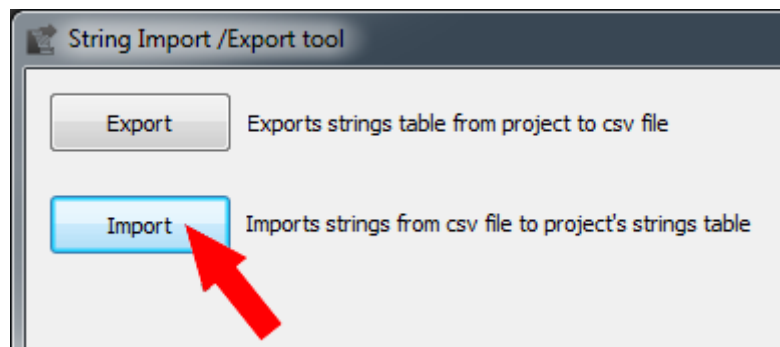 String Import /Export tool
Export Exports strings table from project to csv file
Import Imports strings from csv file to project's strings table